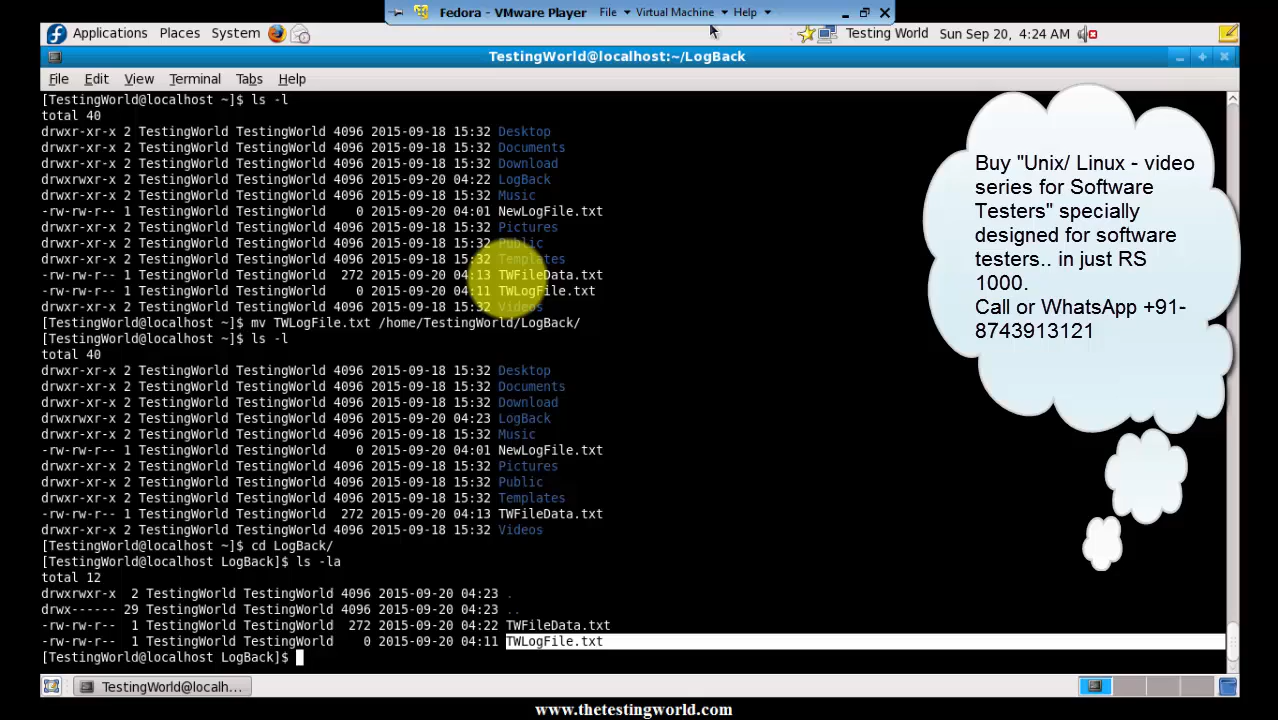 Fedora - VMware Player File Virtual Machine Help
Applications Places System Testing World Sun Sep 20, 4:24 AM
TestingWorld@localhost:~/LogBack
File Edit View Terminal Tabs Help
[TestingWorld@localhost ~]$ ls -l
total 40
drwxr-xr-x 2 TestingWorld TestingWorld 4096 2015-09-18 15:32 Desktop
drwxr-xr-x 2 TestingWorld TestingWorld 4096 2015-09-18 15:32 Documents
drwxr-xr-x 2 TestingWorld TestingWorld 4096 2015-09-18 15:32 Download
drwxrwxr-x 2 TestingWorld TestingWorld 4096 2015-09-20 04:22 LogBack
drwxr-xr-x 2 TestingWorld TestingWorld 4096 2015-09-18 15:32 Music
-rw-rw-r-- 1 TestingWorld TestingWorld 0 2015-09-20 04:01 NewLogFile.txt
drwxr-xr-x 2 TestingWorld TestingWorld 4096 2015-09-18 15:32 Pictures
drwxr-xr-x 2 TestingWorld TestingWorld 4096 2015-09-18 15:32 Public
drwxr-xr-x 2 TestingWorld TestingWorld 4096 2015-09-18 15:32 Templates
-rw-rw-r-- 1 TestingWorld TestingWorld 272 2015-09-20 04:13 TWFileData.txt
-rw-rw-r-- 1 TestingWorld TestingWorld 0 2015-09-20 04:11 TWLogFile.txt
drwxr-xr-x 2 TestingWorld TestingWorld 4096 2015-09-18 15:32 Videos
[TestingWorld@localhost ~]$ mv TWLogFile.txt /home/TestingWorld/LogBack/
[TestingWorld@localhost ~]$ ls -l
total 40
drwxr-xr-x 2 TestingWorld TestingWorld 4096 2015-09-18 15:32 Desktop
drwxr-xr-x 2 TestingWorld TestingWorld 4096 2015-09-18 15:32 Documents
drwxr-xr-x 2 TestingWorld TestingWorld 4096 2015-09-18 15:32 Download
drwxrwxr-x 2 TestingWorld TestingWorld 4096 2015-09-20 04:23 LogBack
drwxr-xr-x 2 TestingWorld TestingWorld 4096 2015-09-18 15:32 Music
-rw-rw-r-- 1 TestingWorld TestingWorld 0 2015-09-20 04:01 NewLogFile.txt
drwxr-xr-x 2 TestingWorld TestingWorld 4096 2015-09-18 15:32 Pictures
drwxr-xr-x 2 TestingWorld TestingWorld 4096 2015-09-18 15:32 Public
drwxr-xr-x 2 TestingWorld TestingWorld 4096 2015-09-18 15:32 Templates
-rw-rw-r-- 1 TestingWorld TestingWorld 272 2015-09-20 04:13 TWFileData.txt
drwxr-xr-x 2 TestingWorld TestingWorld 4096 2015-09-18 15:32 Videos
[TestingWorld@localhost ~]$ cd LogBack/
[TestingWorld@localhost LogBack]$ ls -la
total 12
drwxrwxr-x 2 TestingWorld TestingWorld 4096 2015-09-20 04:23 .
drwx------ 29 TestingWorld TestingWorld 4096 2015-09-20 04:23 ..
-rw-rw-r-- 1 TestingWorld TestingWorld 272 2015-09-20 04:22 TWFileData.txt
-rw-rw-r-- 1 TestingWorld TestingWorld 0 2015-09-20 04:11 TWLogFile.txt
[TestingWorld@localhost LogBack]$
Buy "Unix/ Linux - video
series for Software
Testers" specially
designed for software
testers.. in just RS
1000.
Call or WhatsApp +91-
8743913121
TestingWorld@localh...
www.thetestingworld.com